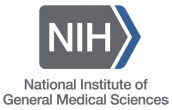 NIH
National Institute of
General Medical Sciences